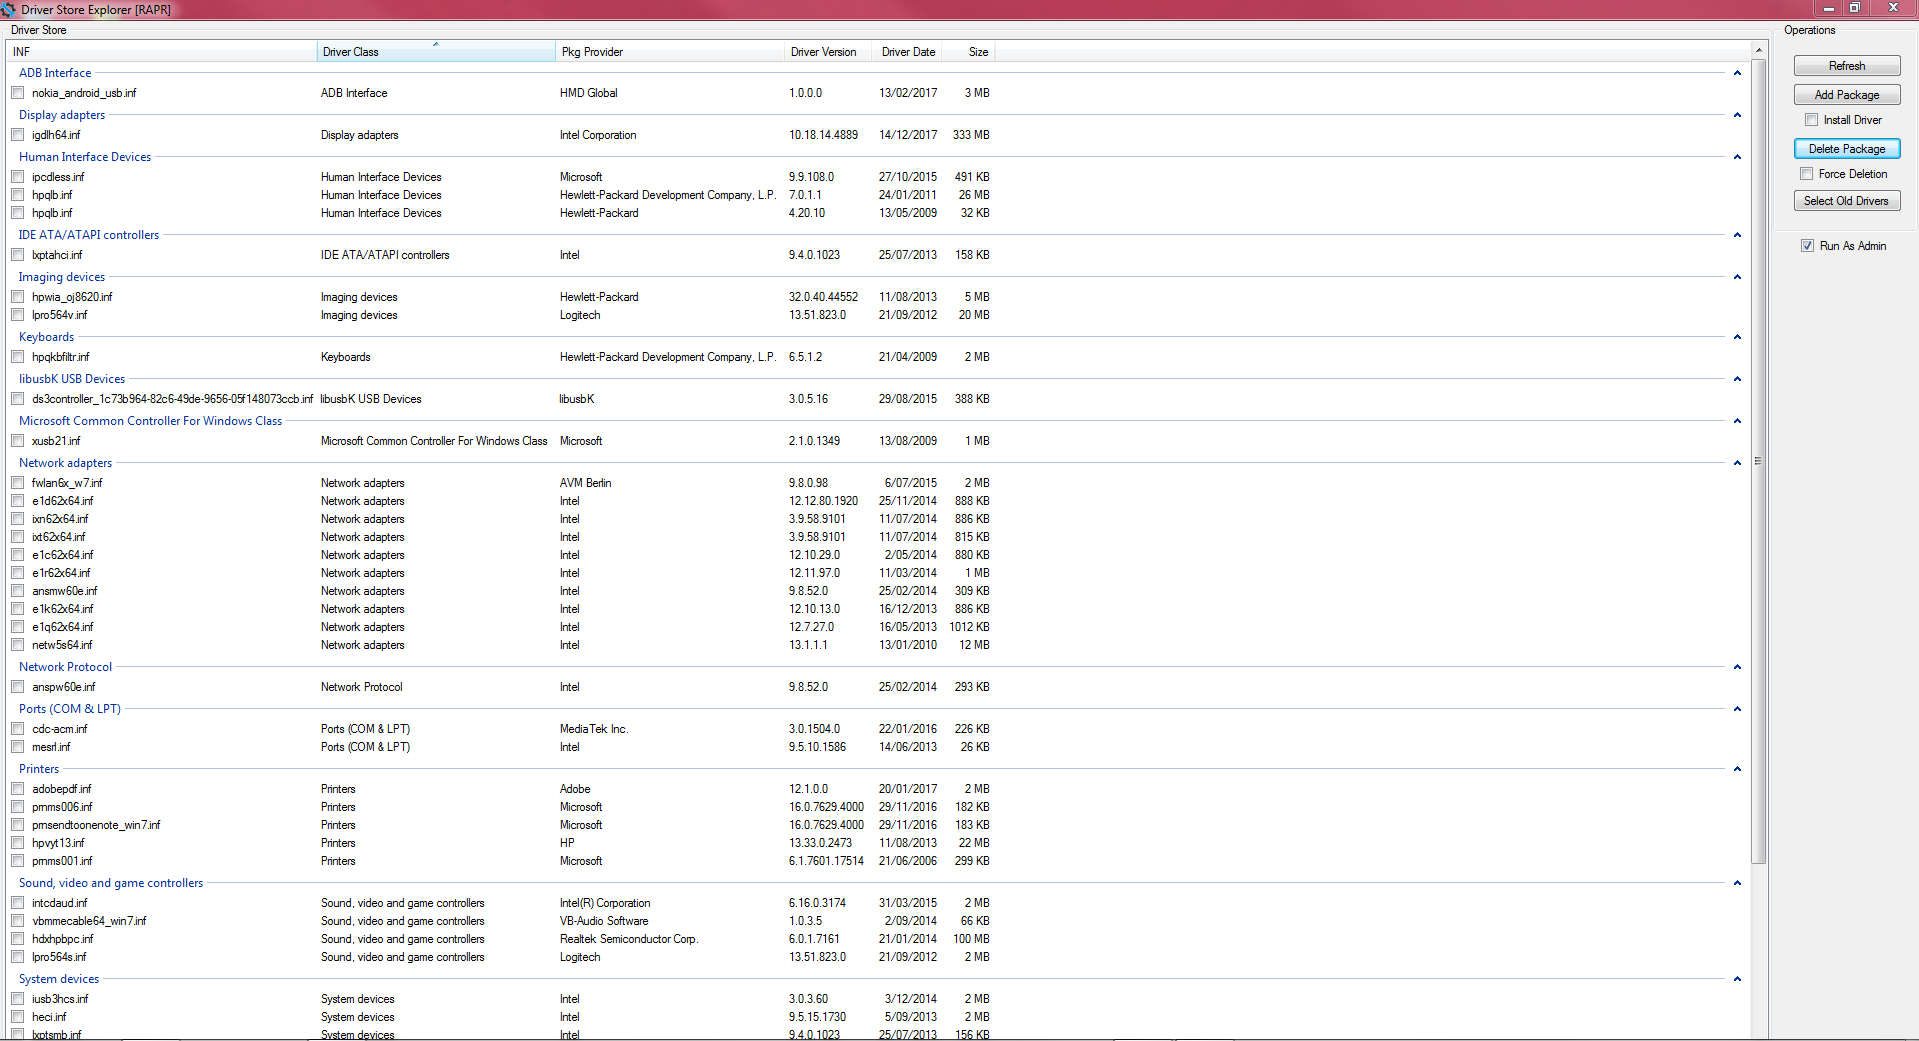 Driver Store Explorer [RAPR]
Driver Store
Operations
INF Driver Class Pkg Provider Driver Version Driver Date Size
ADB Interface
nokia_android_usb.inf ADB Interface HMD Global 1.0.0.0 13/02/2017 3 MB
Display adapters
igdlh64.inf Display adapters Intel Corporation 10.18.14.4889 14/12/2017 333 MB
Human Interface Devices
ipcdless.inf Human Interface Devices Microsoft 9.9.108.0 27/10/2015 491 KB
hpqlb.inf Human Interface Devices Hewlett-Packard Development Company, L.P. 7.0.1.1 24/01/2011 26 MB
hpqlb.inf Human Interface Devices Hewlett-Packard 4.20.10 13/05/2009 32 KB
IDE ATA/ATAPI controllers
lxptahci.inf IDE ATA/ATAPI controllers Intel 9.4.0.1023 25/07/2013 158 KB
Imaging devices
hpwia_oj8620.inf Imaging devices Hewlett-Packard 32.0.40.44552 11/08/2013 5 MB
lpro564v.inf Imaging devices Logitech 13.51.823.0 21/09/2012 20 MB
Keyboards
hpqkbfiltr.inf Keyboards Hewlett-Packard Development Company, L.P. 6.5.1.2 21/04/2009 2 MB
libusbK USB Devices
ds3controller_1c73b964-82c6-49de-9656-05f148073ccb.inf libusbK USB Devices libusbK 3.0.5.16 29/08/2015 388 KB
Microsoft Common Controller For Windows Class
xusb21.inf Microsoft Common Controller For Windows Class Microsoft 2.1.0.1349 13/08/2009 1 MB
Network adapters
fwlan6x_w7.inf Network adapters AVM Berlin 9.8.0.98 6/07/2015 2 MB
e1d62x64.inf Network adapters Intel 12.12.80.1920 25/11/2014 888 KB
ixn62x64.inf Network adapters Intel 3.9.58.9101 11/07/2014 886 KB
ixt62x64.inf Network adapters Intel 3.9.58.9101 11/07/2014 815 KB
e1c62x64.inf Network adapters Intel 12.10.29.0 2/05/2014 880 KB
e1r62x64.inf Network adapters Intel 12.11.97.0 11/03/2014 1 MB
ansmw60e.inf Network adapters Intel 9.8.52.0 25/02/2014 309 KB
e1k62x64.inf Network adapters Intel 12.10.13.0 16/12/2013 886 KB
e1q62x64.inf Network adapters Intel 12.7.27.0 16/05/2013 1012 KB
netw5s64.inf Network adapters Intel 13.1.1.1 13/01/2010 12 MB
Network Protocol
anspw60e.inf Network Protocol Intel 9.8.52.0 25/02/2014 293 KB
Ports (COM & LPT)
cdc-acm.inf Ports (COM & LPT) MediaTek Inc. 3.0.1504.0 22/01/2016 226 KB
mesrl.inf Ports (COM & LPT) Intel 9.5.10.1586 14/06/2013 26 KB
Printers
adobepdf.inf Printers Adobe 12.1.0.0 20/01/2017 2 MB
prnms006.inf Printers Microsoft 16.0.7629.4000 29/11/2016 182 KB
prnsendtoonenote_win7.inf Printers Microsoft 16.0.7629.4000 29/11/2016 183 KB
hpvyt13.inf Printers HP 13.33.0.2473 11/08/2013 22 MB
prnms001.inf Printers Microsoft 6.1.7601.17514 21/06/2006 299 KB
Sound, video and game controllers
intcdaud.inf Sound, video and game controllers Intel(R) Corporation 6.16.0.3174 31/03/2015 2 MB
vbmmecable64_win7.inf Sound, video and game controllers VB-Audio Software 1.0.3.5 2/09/2014 66 KB
hdxhpbpc.inf Sound, video and game controllers Realtek Semiconductor Corp. 6.0.1.7161 21/01/2014 100 MB
lpro564s.inf Sound, video and game controllers Logitech 13.51.823.0 21/09/2012 2 MB
System devices
iusb3hcs.inf System devices Intel 3.0.3.60 3/12/2014 2 MB
heci.inf System devices Intel 9.5.15.1730 5/09/2013 2 MB
lxptsmb.inf System devices Intel 9.4.0.1023 25/07/2013 156 KB
Refresh
Add Package
Install Driver
Delete Package
Force Deletion
Select Old Drivers
Run As Admin